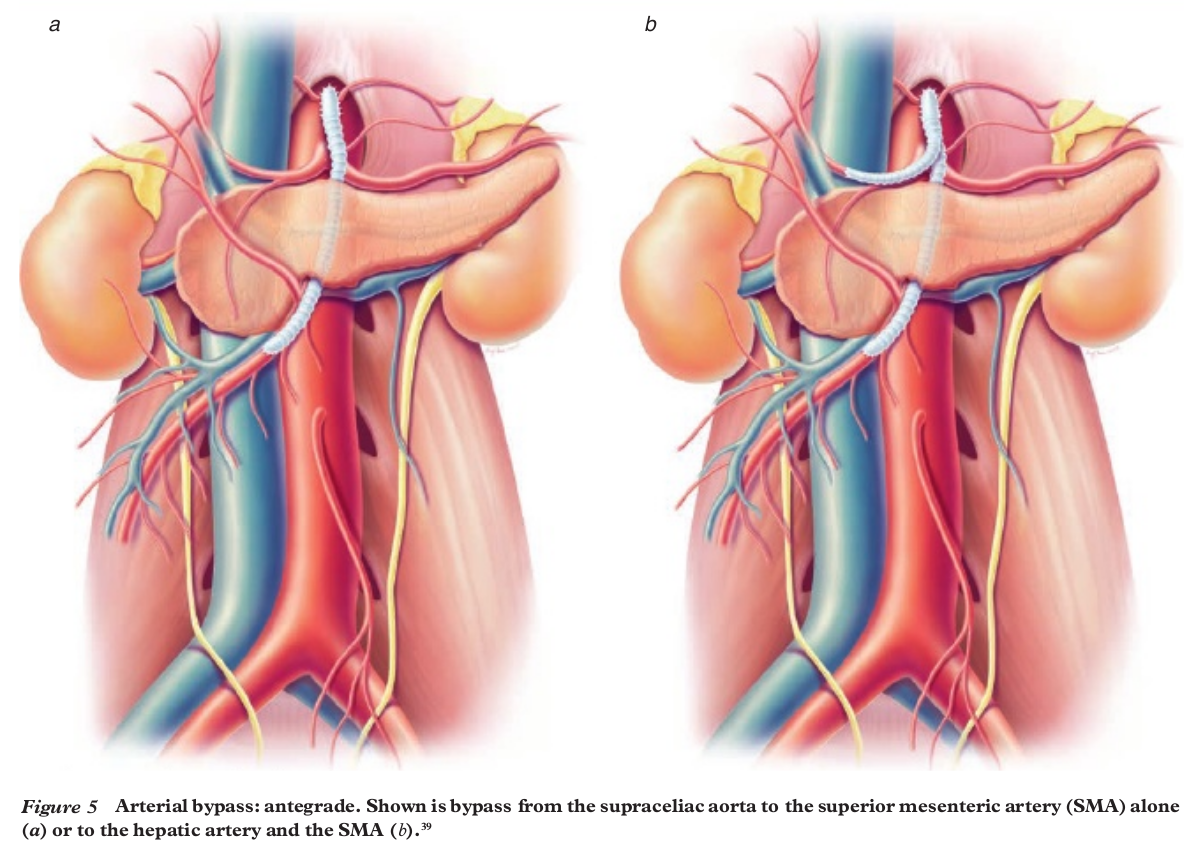 a
b
Figure 5 Arterial bypass: antegrade. Shown is bypass from the supraceliac aorta to the superior mesenteric artery (SMA) alone
(a) or to the hepatic artery and the SMA (b).³⁹